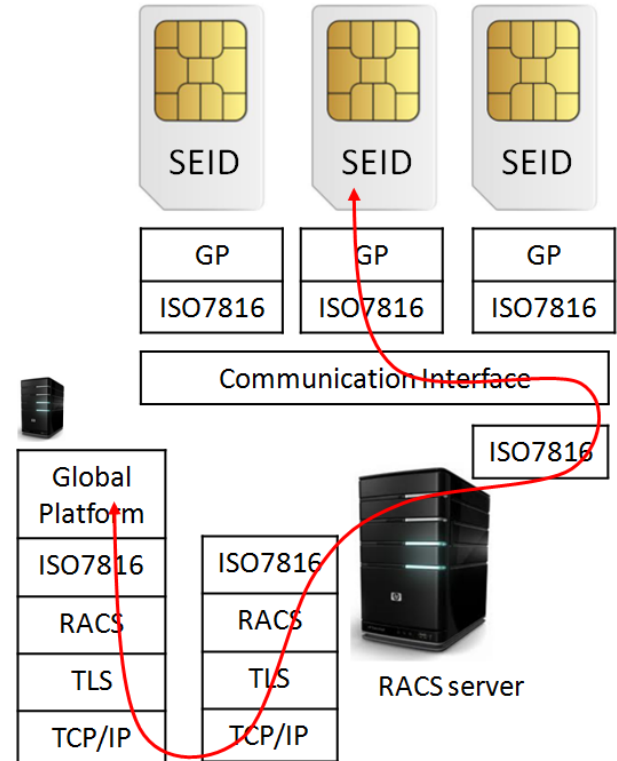 SEID
SEID
SEID
GP
GP
GP
ISO7816
ISO7816
ISO7816
Communication Interface
ISO7816
Global
Platform
ISO7816
RACS
TLS
TCP/IP
ISO7816
RACS
TLS
TCP/IP
RACS server